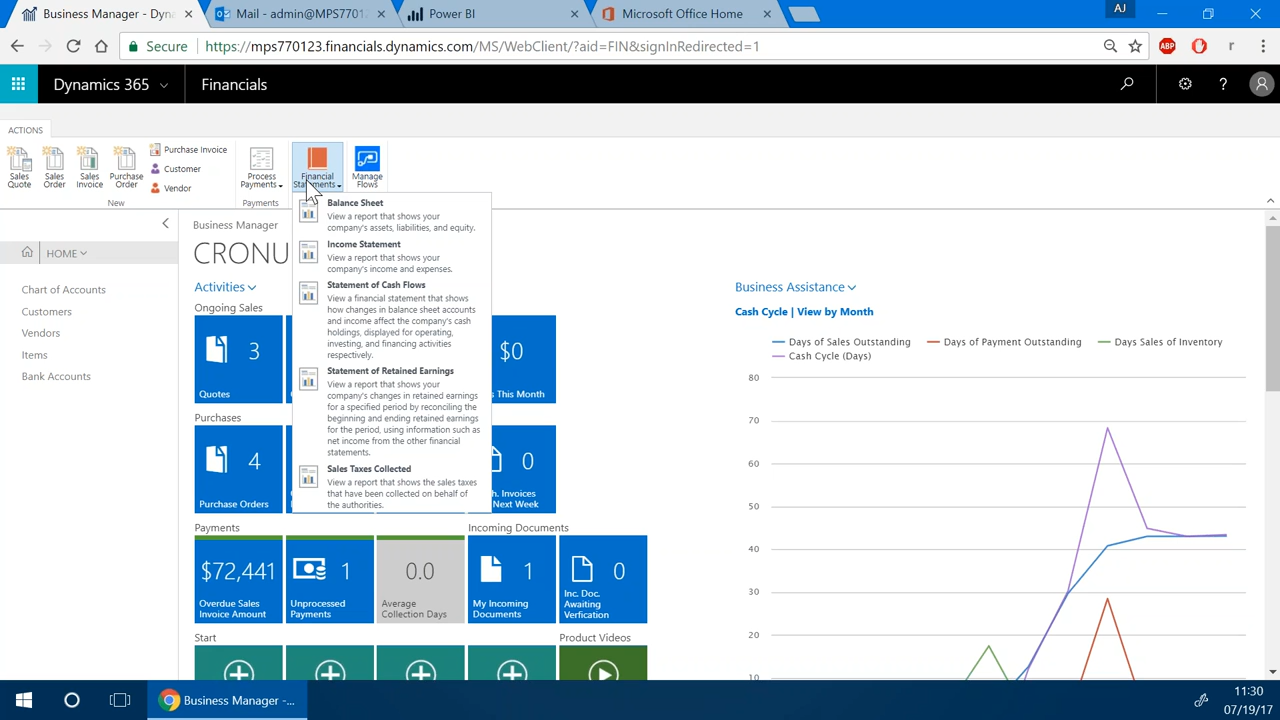 Business Manager - Dyna
Mail - admin@MPS7701
Power BI
Microsoft Office Home
AJ
Secure
https://mps770123.financials.dynamics.com/MS/WebClient/?aid=FIN&signInRedirected=1
ABP
r
Dynamics 365
Financials
?
ACTIONS
Sales Quote
Sales Order
Sales Invoice
Purchase Order
Purchase Invoice
Customer
Vendor
New
Process Payments
Payments
Financial Statements
Manage Flows
Balance Sheet
View a report that shows your
company's assets, liabilities, and equity.
Income Statement
View a report that shows your
company's income and expenses.
Statement of Cash Flows
View a financial statement that shows
how changes in balance sheet accounts
and income affect the company's cash
holdings, displayed for operating,
investing, and financing activities
respectively.
Statement of Retained Earnings
View a report that shows your
company's changes in retained earnings
for a specified period by reconciling the
beginning and ending retained earnings
for the period, using information such as
net income from the other financial
statements.
Sales Taxes Collected
View a report that shows the sales taxes
that have been collected on behalf of
the authorities.
HOME
Chart of Accounts
Customers
Vendors
Items
Bank Accounts
Business Manager
CRONU
Activities
Ongoing Sales
3
Quotes
$0
s This Month
Purchases
4
Purchase Orders
0
h. Invoices
Next Week
Payments
Incoming Documents
$72,441
Overdue Sales
Invoice Amount
1
Unprocessed
Payments
0.0
Average
Collection Days
1
My Incoming
Documents
0
Inc. Doc.
Awaiting
Verfication
Start
Product Videos
Business Assistance
Cash Cycle | View by Month
Days of Sales Outstanding
Days of Payment Outstanding
Days Sales of Inventory
Cash Cycle (Days)
80
70
60
50
40
30
20
10
Business Manager -...
11:30
07/19/17